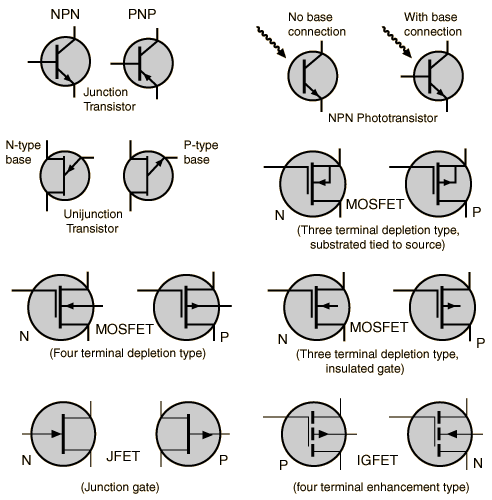 NPN
PNP
Junction
Transistor
No base
connection
With base
connection
NPN Phototransistor
N-type
base
P-type
base
Unijunction
Transistor
N
MOSFET
P
(Three terminal depletion type,
substrated tied to source)
N
MOSFET
P
(Four terminal depletion type)
N
MOSFET
P
(Three terminal depletion type,
insulated gate)
N
JFET
P
(Junction gate)
P
IGFET
N
(four terminal enhancement type)